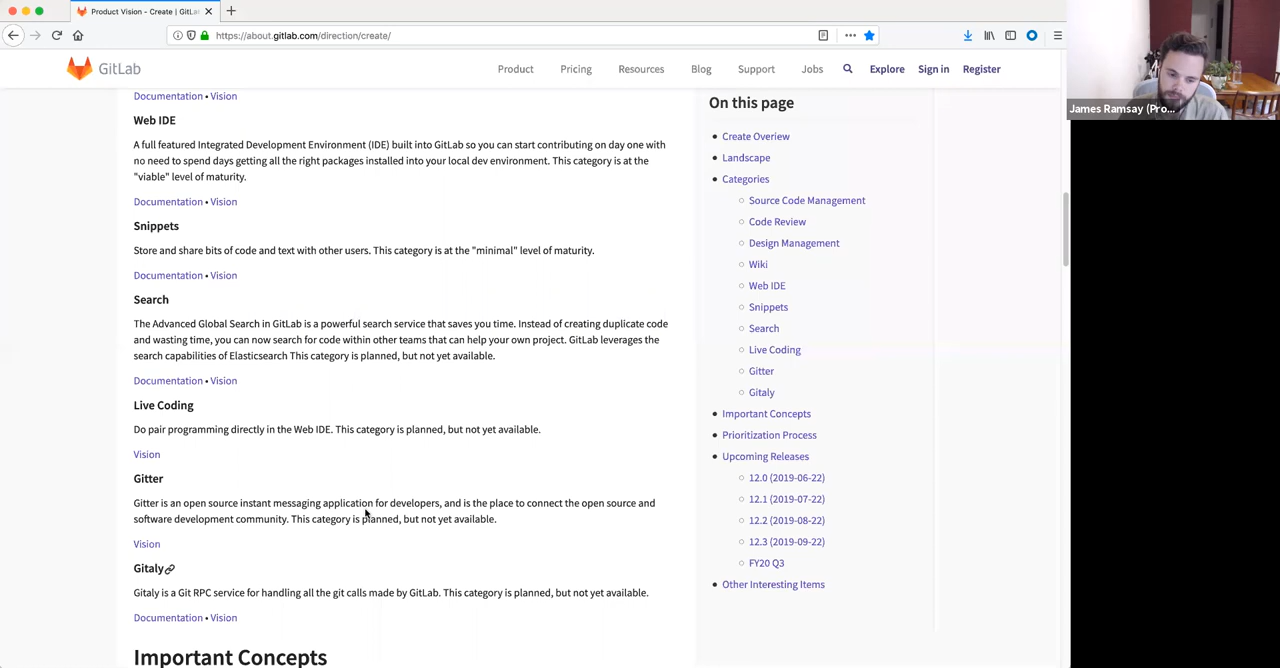 Product Vision - Create | GitLa
https://about.gitlab.com/direction/create/
GitLab
Product Pricing Resources Blog Support Jobs Explore Sign in Register
James Ramsay (Pro...
Documentation • Vision
Web IDE
A full featured Integrated Development Environment (IDE) built into GitLab so you can start contributing on day one with
no need to spend days getting all the right packages installed into your local dev environment. This category is at the
"viable" level of maturity.
Documentation • Vision
Snippets
Store and share bits of code and text with other users. This category is at the "minimal" level of maturity.
Documentation • Vision
Search
The Advanced Global Search in GitLab is a powerful search service that saves you time. Instead of creating duplicate code
and wasting time, you can now search for code within other teams that can help your own project. GitLab leverages the
search capabilities of Elasticsearch This category is planned, but not yet available.
Documentation • Vision
Live Coding
Do pair programming directly in the Web IDE. This category is planned, but not yet available.
Vision
Gitter
Gitter is an open source instant messaging application for developers, and is the place to connect the open source and
software development community. This category is planned, but not yet available.
Vision
Gitaly
Gitaly is a Git RPC service for handling all the git calls made by GitLab. This category is planned, but not yet available.
Documentation • Vision
Important Concepts
On this page
Create Overiew
Landscape
Categories
Source Code Management
Code Review
Design Management
Wiki
Web IDE
Snippets
Search
Live Coding
Gitter
Gitaly
Important Concepts
Prioritization Process
Upcoming Releases
12.0 (2019-06-22)
12.1 (2019-07-22)
12.2 (2019-08-22)
12.3 (2019-09-22)
FY20 Q3
Other Interesting Items